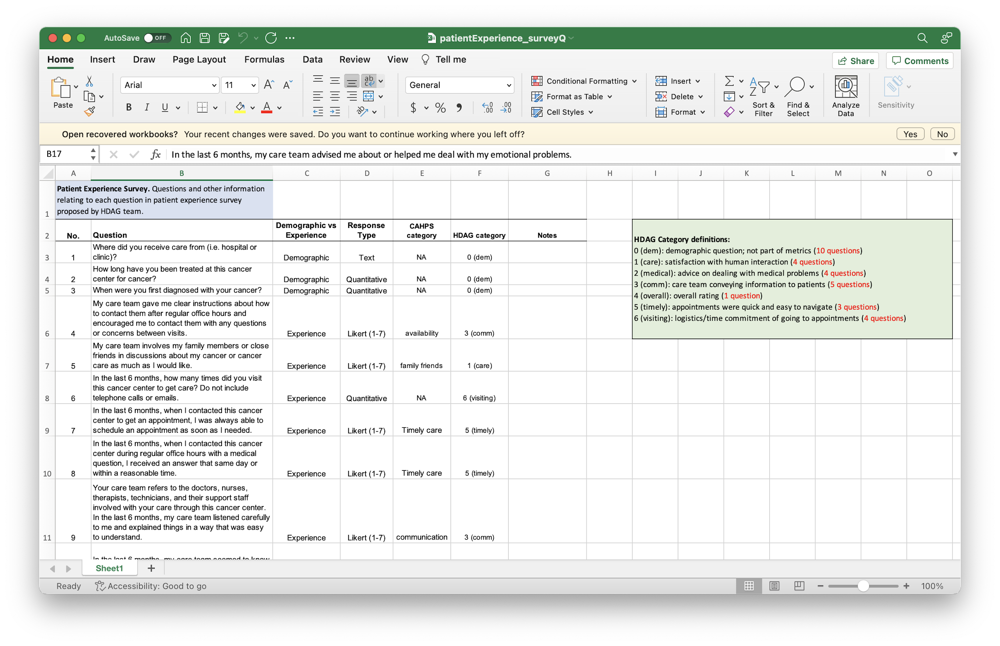 AutoSave OFF patientExperience_surveyQ
Home Insert Draw Page Layout Formulas Data Review View Tell me Share Comments
Paste Arial 11 A A B I U A ab c General $ % 9 .00 .00 0
Conditional Formatting
Format as Table
Cell Styles
Insert
Delete
Format
Sort & Filter
Find & Select
Analyze Data
Sensitivity
Open recovered workbooks? Your recent changes were saved. Do you want to continue working where you left off? Yes No
B17 fx In the last 6 months, my care team advised me about or helped me deal with my emotional problems.
A B C D E F G H I J K L M N O
Patient Experience Survey. Questions and other information
relating to each question in patient experience survey
1 proposed by HDAG team.
2 No. Question Demographic vs Experience Response Type CAHPS category HDAG category Notes
Where did you receive care from (i.e. hospital or
3 1 clinic)? Demographic Text NA 0 (dem)
How long have you been treated at this cancer
4 2 center for cancer? Demographic Quantitative NA 0 (dem)
5 3 When were you first diagnosed with your cancer? Demographic Quantitative NA 0 (dem)
My care team gave me clear instructions about how
to contact them after regular office hours and
encouraged me to contact them with any questions
6 4 or concerns between visits. Experience Likert (1-7) availability 3 (comm)
My care team involves my family members or close
friends in discussions about my cancer or cancer
7 5 care as much as I would like. Experience Likert (1-7) family friends 1 (care)
In the last 6 months, how many times did you visit
this cancer center to get care? Do not include
8 6 telephone calls or emails. Experience Quantitative NA 6 (visiting)
In the last 6 months, when I contacted this cancer
center to get an appointment, I was always able to
9 7 schedule an appointment as soon as I needed. Experience Likert (1-7) Timely care 5 (timely)
In the last 6 months, when I contacted this cancer
center during regular office hours with a medical
question, I received an answer that same day or
10 8 within a reasonable time. Experience Likert (1-7) Timely care 5 (timely)
Your care team refers to the doctors, nurses,
therapists, technicians, and their support staff
involved with your care through this cancer center.
In the last 6 months, my care team listened carefully
to me and explained things in a way that was easy
11 9 to understand. Experience Likert (1-7) communication 3 (comm)
In the last 6 months, my care team seemed to know
HDAG Category definitions:
0 (dem): demographic question; not part of metrics (10 questions)
1 (care): satisfaction with human interaction (4 questions)
2 (medical): advice on dealing with medical problems (4 questions)
3 (comm): care team conveying information to patients (5 questions)
4 (overall): overall rating (1 question)
5 (timely): appointments were quick and easy to navigate (3 questions)
6 (visiting): logistics/time commitment of going to appointments (4 questions)
Sheet1
Ready Accessibility: Good to go 100%